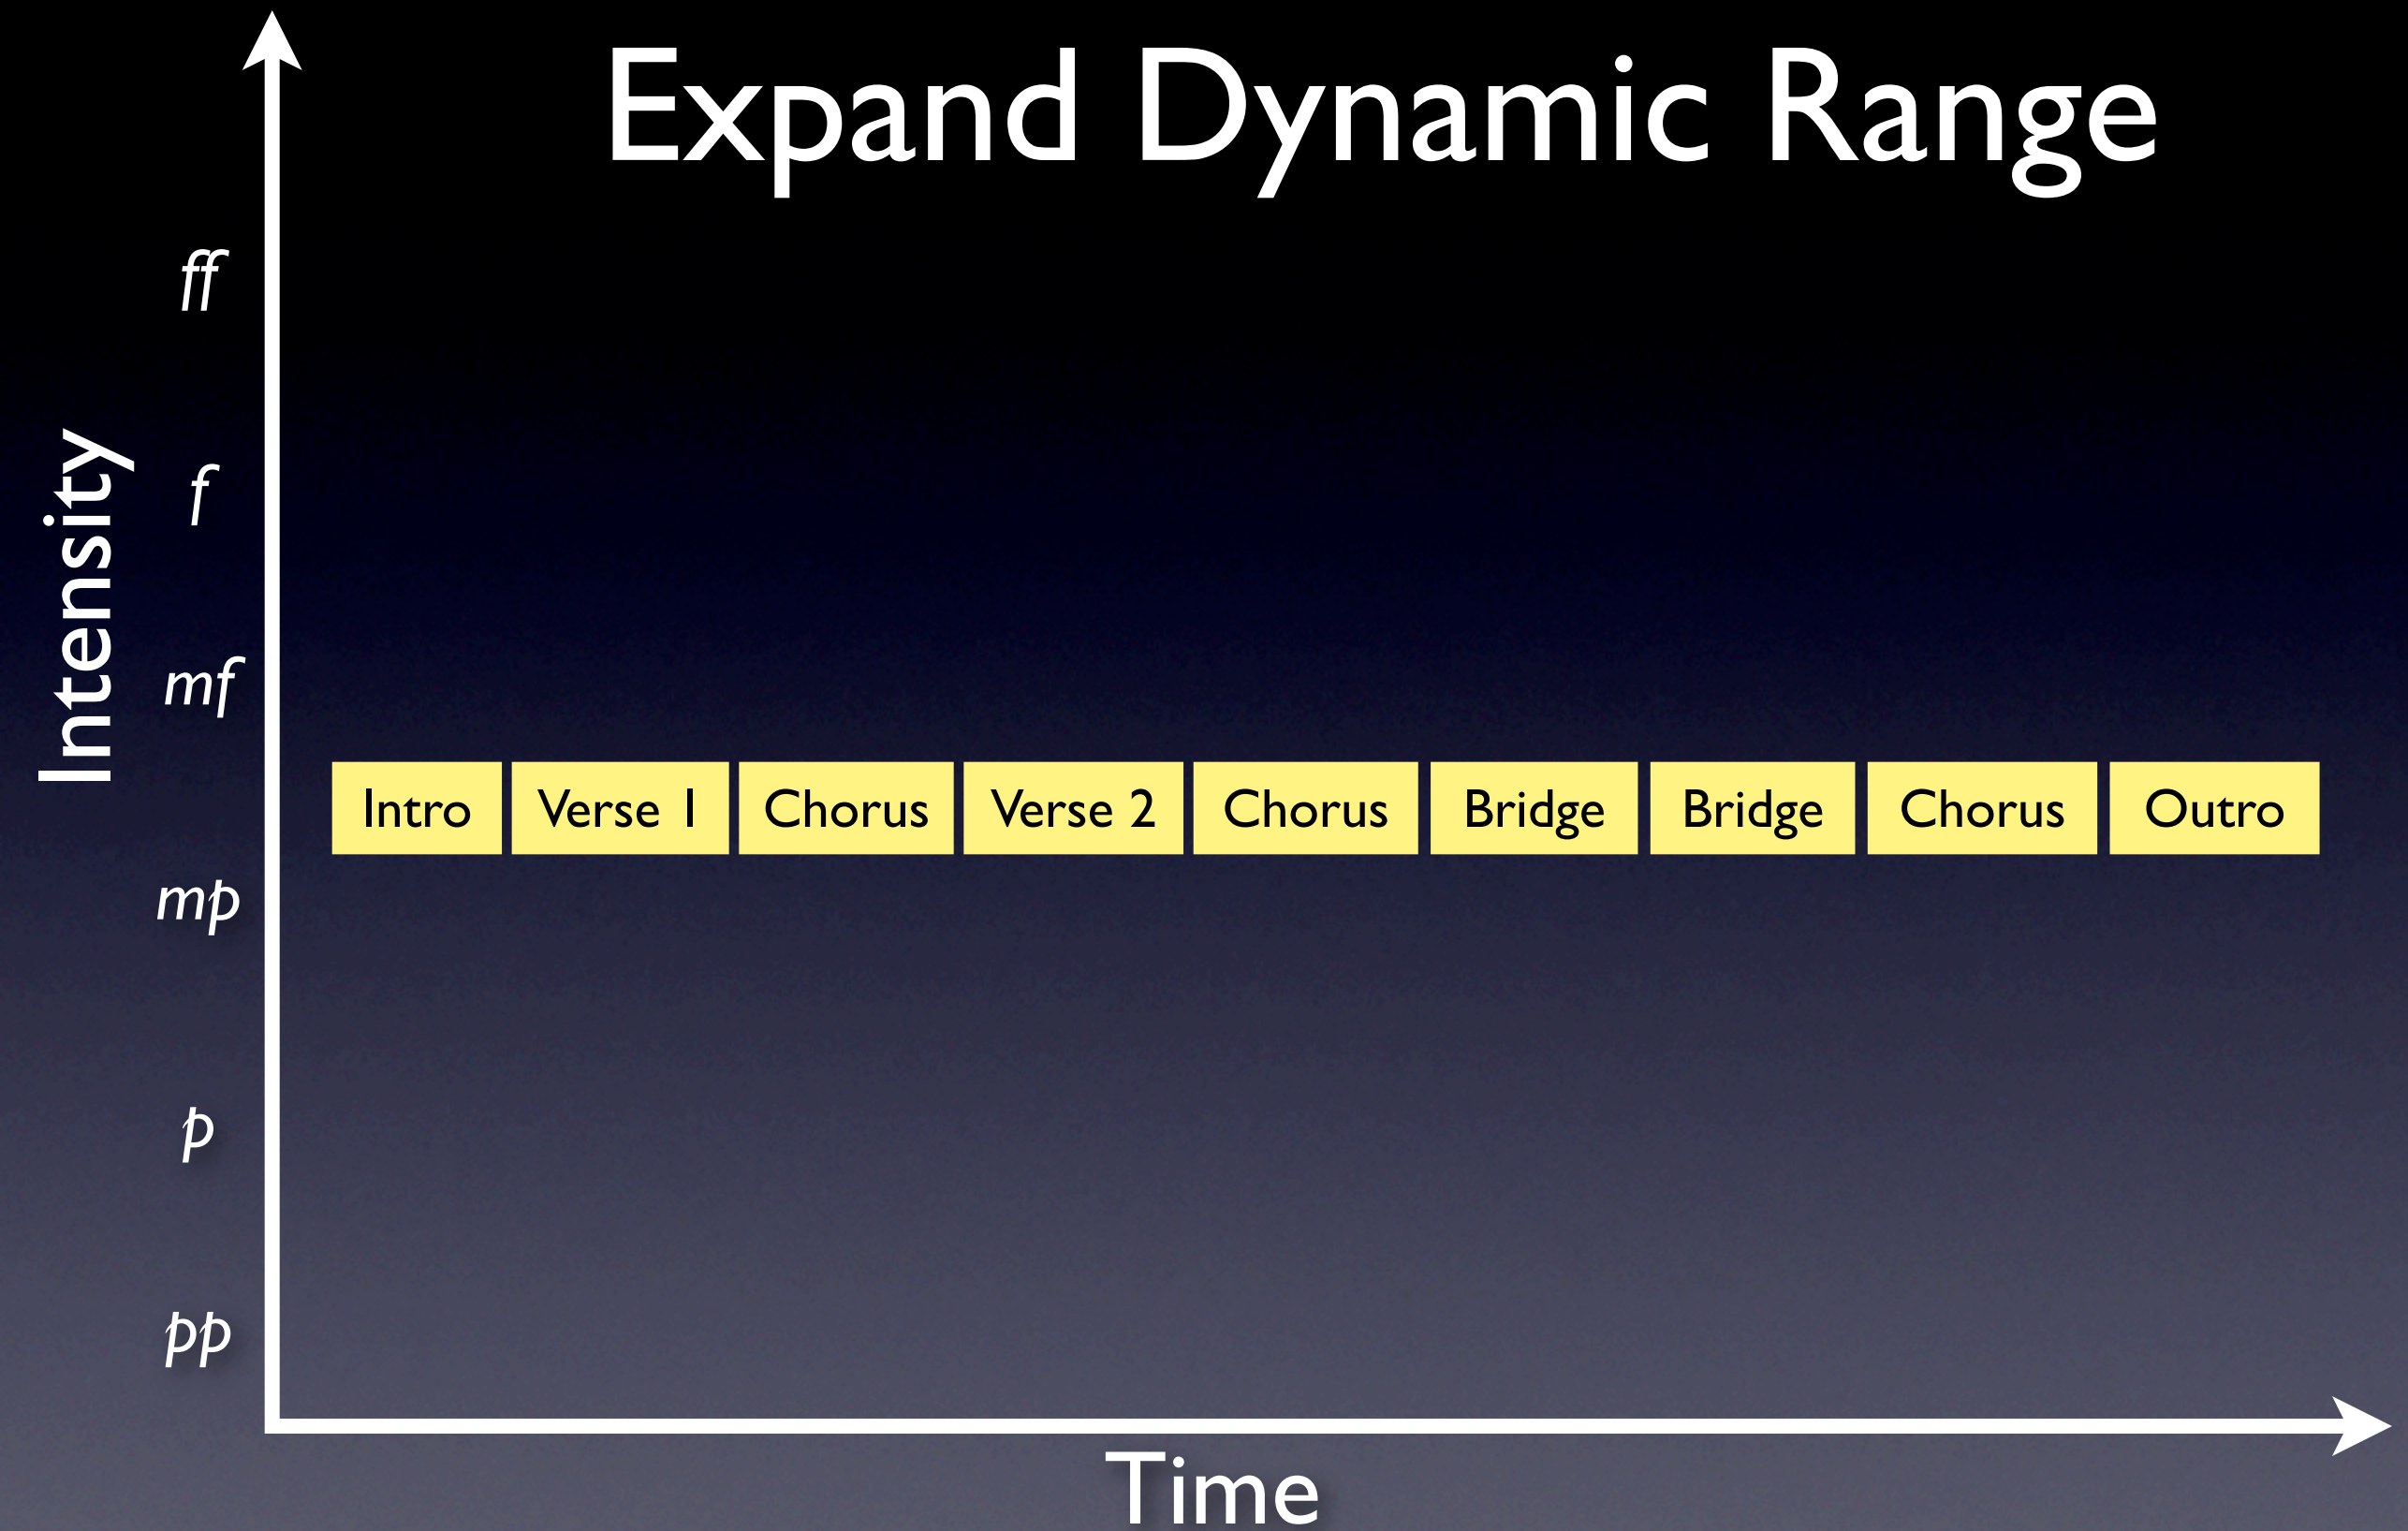 Expand Dynamic Range
Intensity
ff
f
mf
mp
p
pp
Intro Verse 1 Chorus Verse 2 Chorus Bridge Bridge Chorus Outro
Time